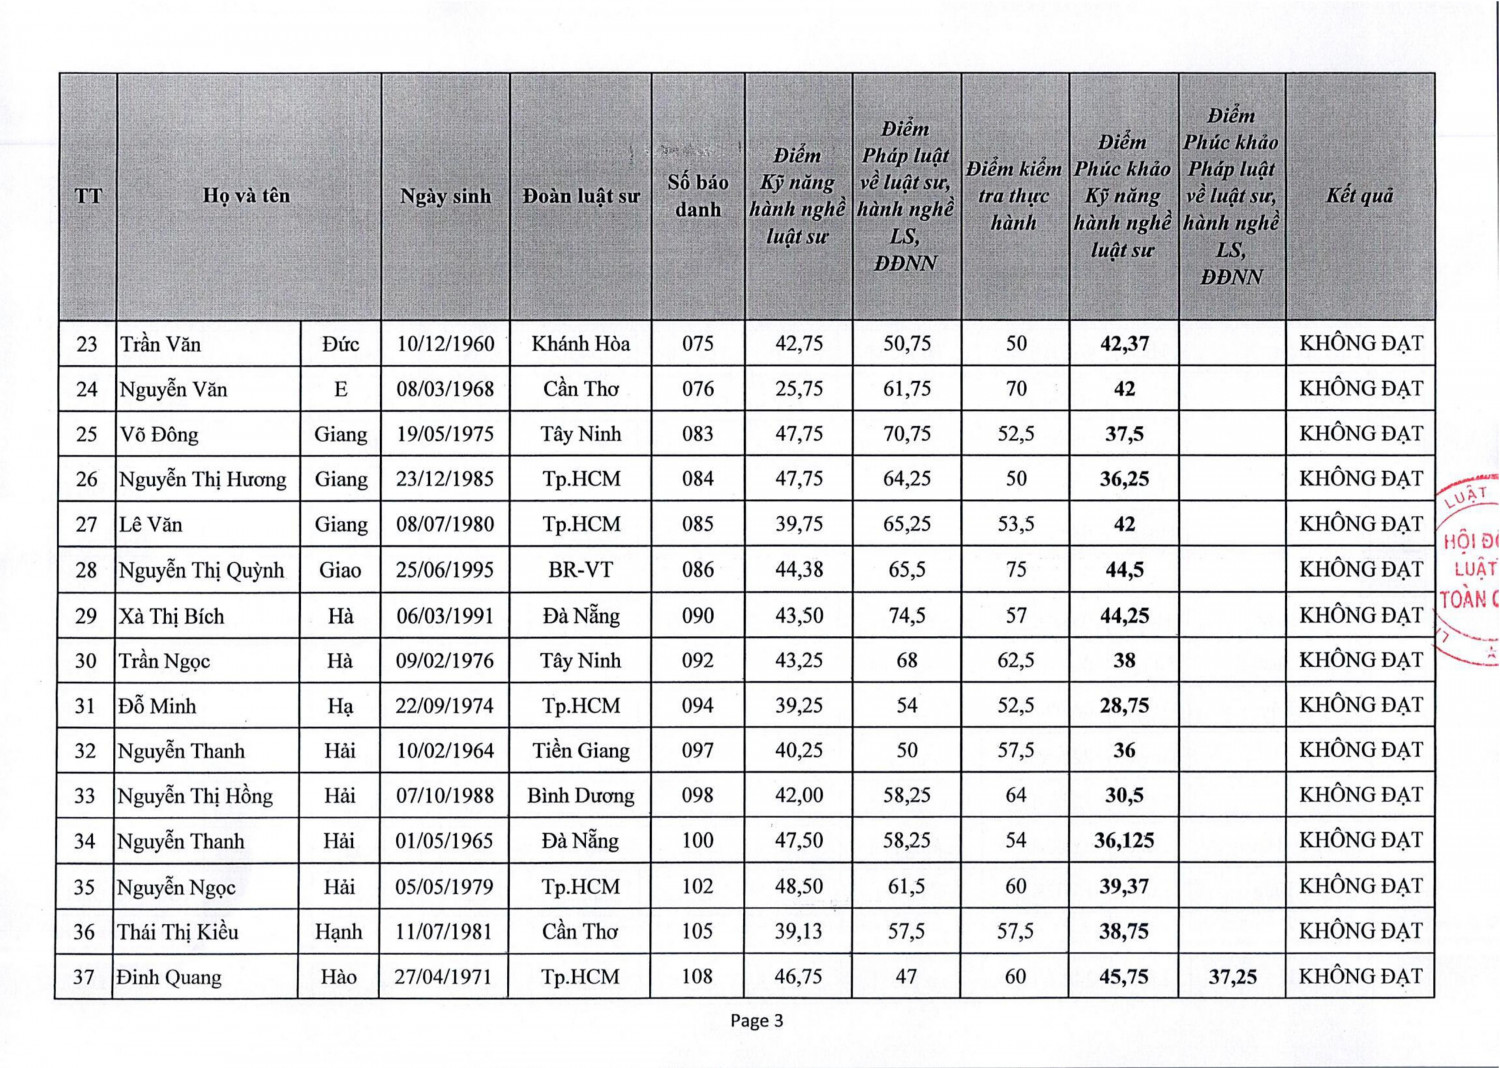 TT Họ và tên Ngày sinh Đoàn luật sư Số báo danh Điểm Kỹ năng hành nghề luật sư Điểm Pháp luật về luật sư, hành nghề LS, ĐĐNN Điểm kiểm tra thực hành Điểm Phúc khảo Kỹ năng hành nghề luật sư Điểm Phúc khảo Pháp luật về luật sư, hành nghề LS, ĐĐNN Kết quả
23 Trần Văn Đức 10/12/1960 Khánh Hòa 075 42,75 50,75 50 42,37 KHÔNG ĐẠT
24 Nguyễn Văn E 08/03/1968 Cần Thơ 076 25,75 61,75 70 42 KHÔNG ĐẠT
25 Võ Đông Giang 19/05/1975 Tây Ninh 083 47,75 70,75 52,5 37,5 KHÔNG ĐẠT
26 Nguyễn Thị Hương Giang 23/12/1985 Tp.HCM 084 47,75 64,25 50 36,25 KHÔNG ĐẠT
27 Lê Văn Giang 08/07/1980 Tp.HCM 085 39,75 65,25 53,5 42 KHÔNG ĐẠT
28 Nguyễn Thị Quỳnh Giao 25/06/1995 BR-VT 086 44,38 65,5 75 44,5 KHÔNG ĐẠT
29 Xà Thị Bích Hà 06/03/1991 Đà Nẵng 090 43,50 74,5 57 44,25 KHÔNG ĐẠT
30 Trần Ngọc Hà 09/02/1976 Tây Ninh 092 43,25 68 62,5 38 KHÔNG ĐẠT
31 Đỗ Minh Hạ 22/09/1974 Tp.HCM 094 39,25 54 52,5 28,75 KHÔNG ĐẠT
32 Nguyễn Thanh Hải 10/02/1964 Tiền Giang 097 40,25 50 57,5 36 KHÔNG ĐẠT
33 Nguyễn Thị Hồng Hải 07/10/1988 Bình Dương 098 42,00 58,25 64 30,5 KHÔNG ĐẠT
34 Nguyễn Thanh Hải 01/05/1965 Đà Nẵng 100 47,50 58,25 54 36,125 KHÔNG ĐẠT
35 Nguyễn Ngọc Hải 05/05/1979 Tp.HCM 102 48,50 61,5 60 39,37 KHÔNG ĐẠT
36 Thái Thị Kiều Hạnh 11/07/1981 Cần Thơ 105 39,13 57,5 57,5 38,75 KHÔNG ĐẠT
37 Đinh Quang Hào 27/04/1971 Tp.HCM 108 46,75 47 60 45,75 37,25 KHÔNG ĐẠT
LUẬT
HỘI
LUẬT
TOÀN
Page 3